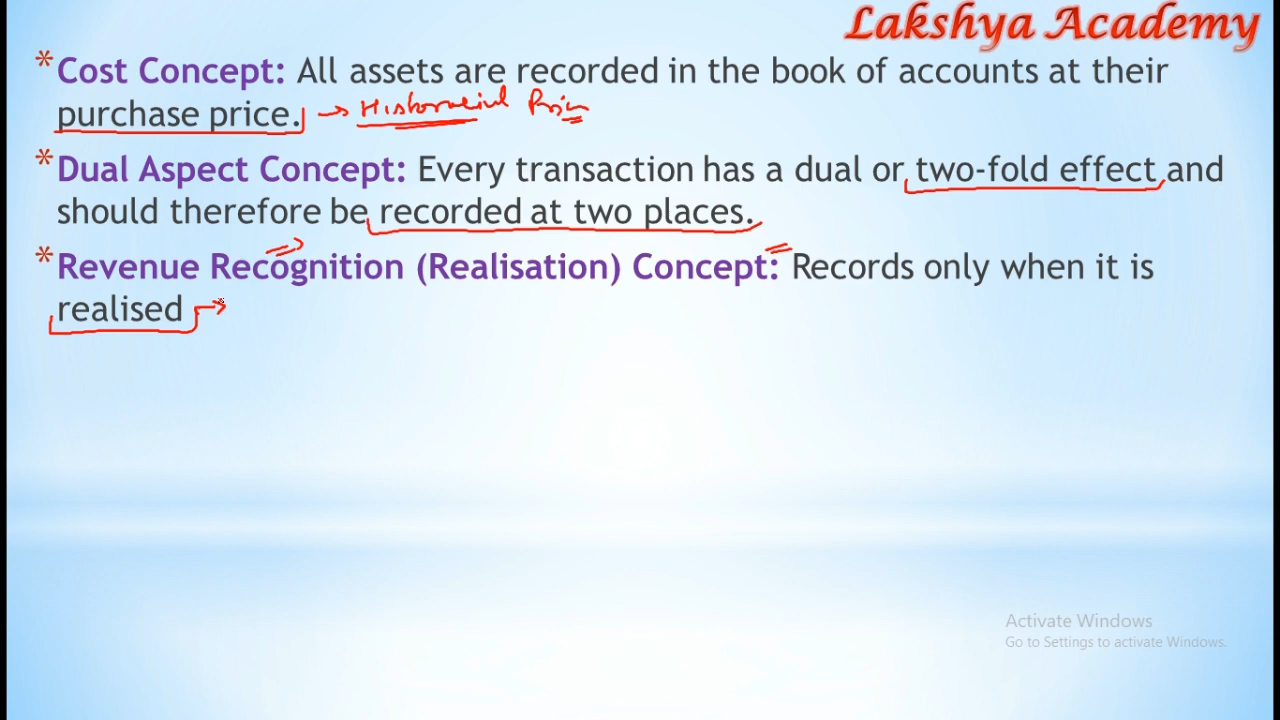 Lakshya Academy
* Cost Concept: All assets are recorded in the book of accounts at their
purchase price. → Historical Price
* Dual Aspect Concept: Every transaction has a dual or two-fold effect and
should therefore be recorded at two places.
* Revenue Recognition (Realisation) Concept: Records only when it is
realised →
Activate Windows
Go to Settings to activate Windows.